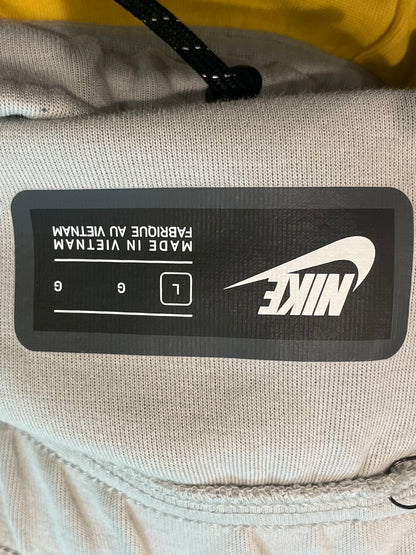 NIKE
L G G
MADE IN VIETNAM
FABRIQUE AU VIETNAM